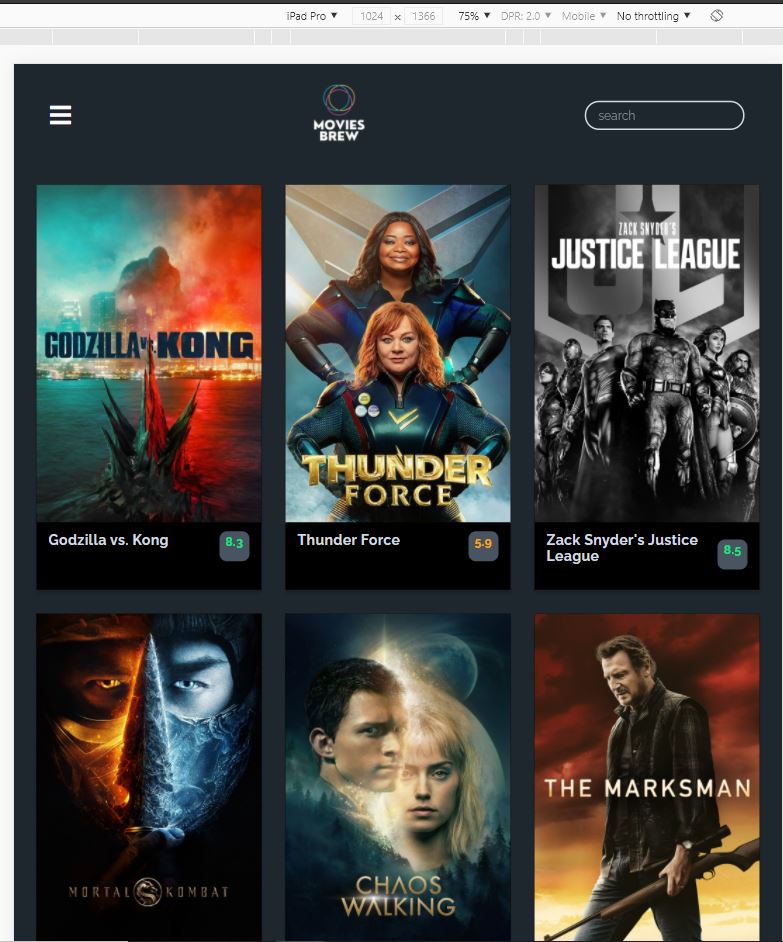 iPad Pro ▼ 1024 x 1366 75% ▼ DPR: 2.0 ▼ Mobile ▼ No throttling ▼
MOVIES
BREW
search
GODZILLA vs. KONG
THUNDER
FORCE
ZACK SNYDER'S
JUSTICE LEAGUE
Godzilla vs. Kong 8.3
Thunder Force 5.9
Zack Snyder's Justice
League 8.5
MORTAL KOMBAT
CHAOS
WALKING
THE MARKSMAN